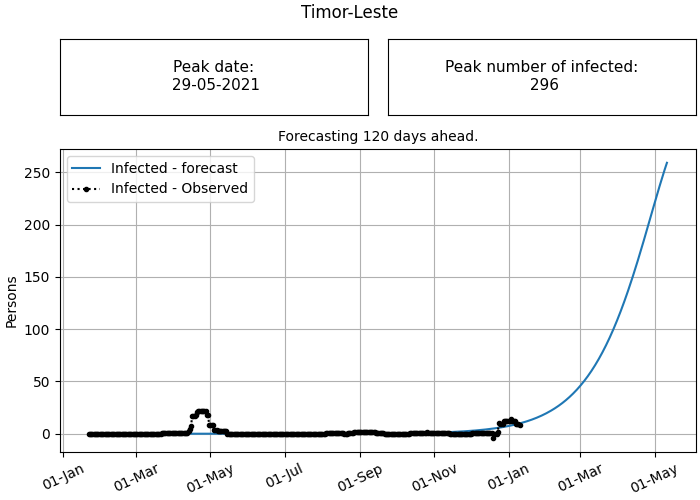 Timor-Leste
Peak date:
29-05-2021
Peak number of infected:
296
Forecasting 120 days ahead.
Infected - forecast
Infected - Observed
Persons
250
200
150
100
50
0
01-Jan
01-Mar
01-May
01-Jul
01-Sep
01-Nov
01-Jan
01-Mar
01-May